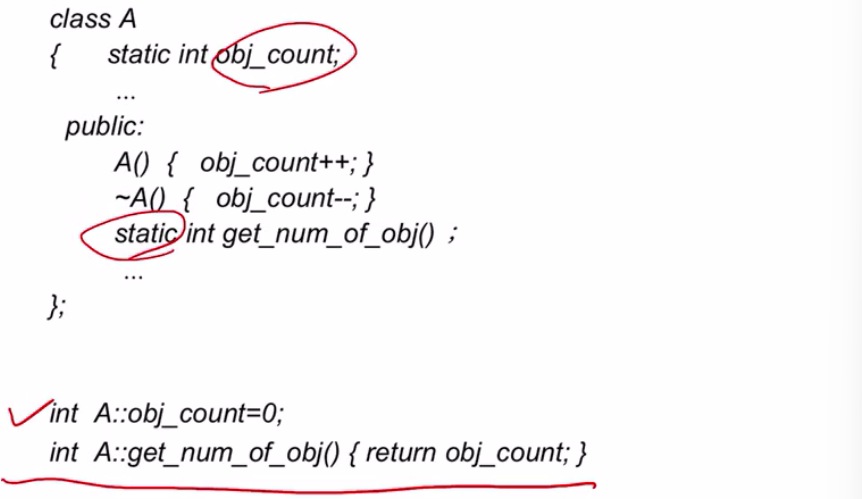 class A
{ static int obj_count;
...
public:
A() { obj_count++; }
~A() { obj_count--; }
static int get_num_of_obj() ;
...
};
int A::obj_count=0;
int A::get_num_of_obj() { return obj_count; }